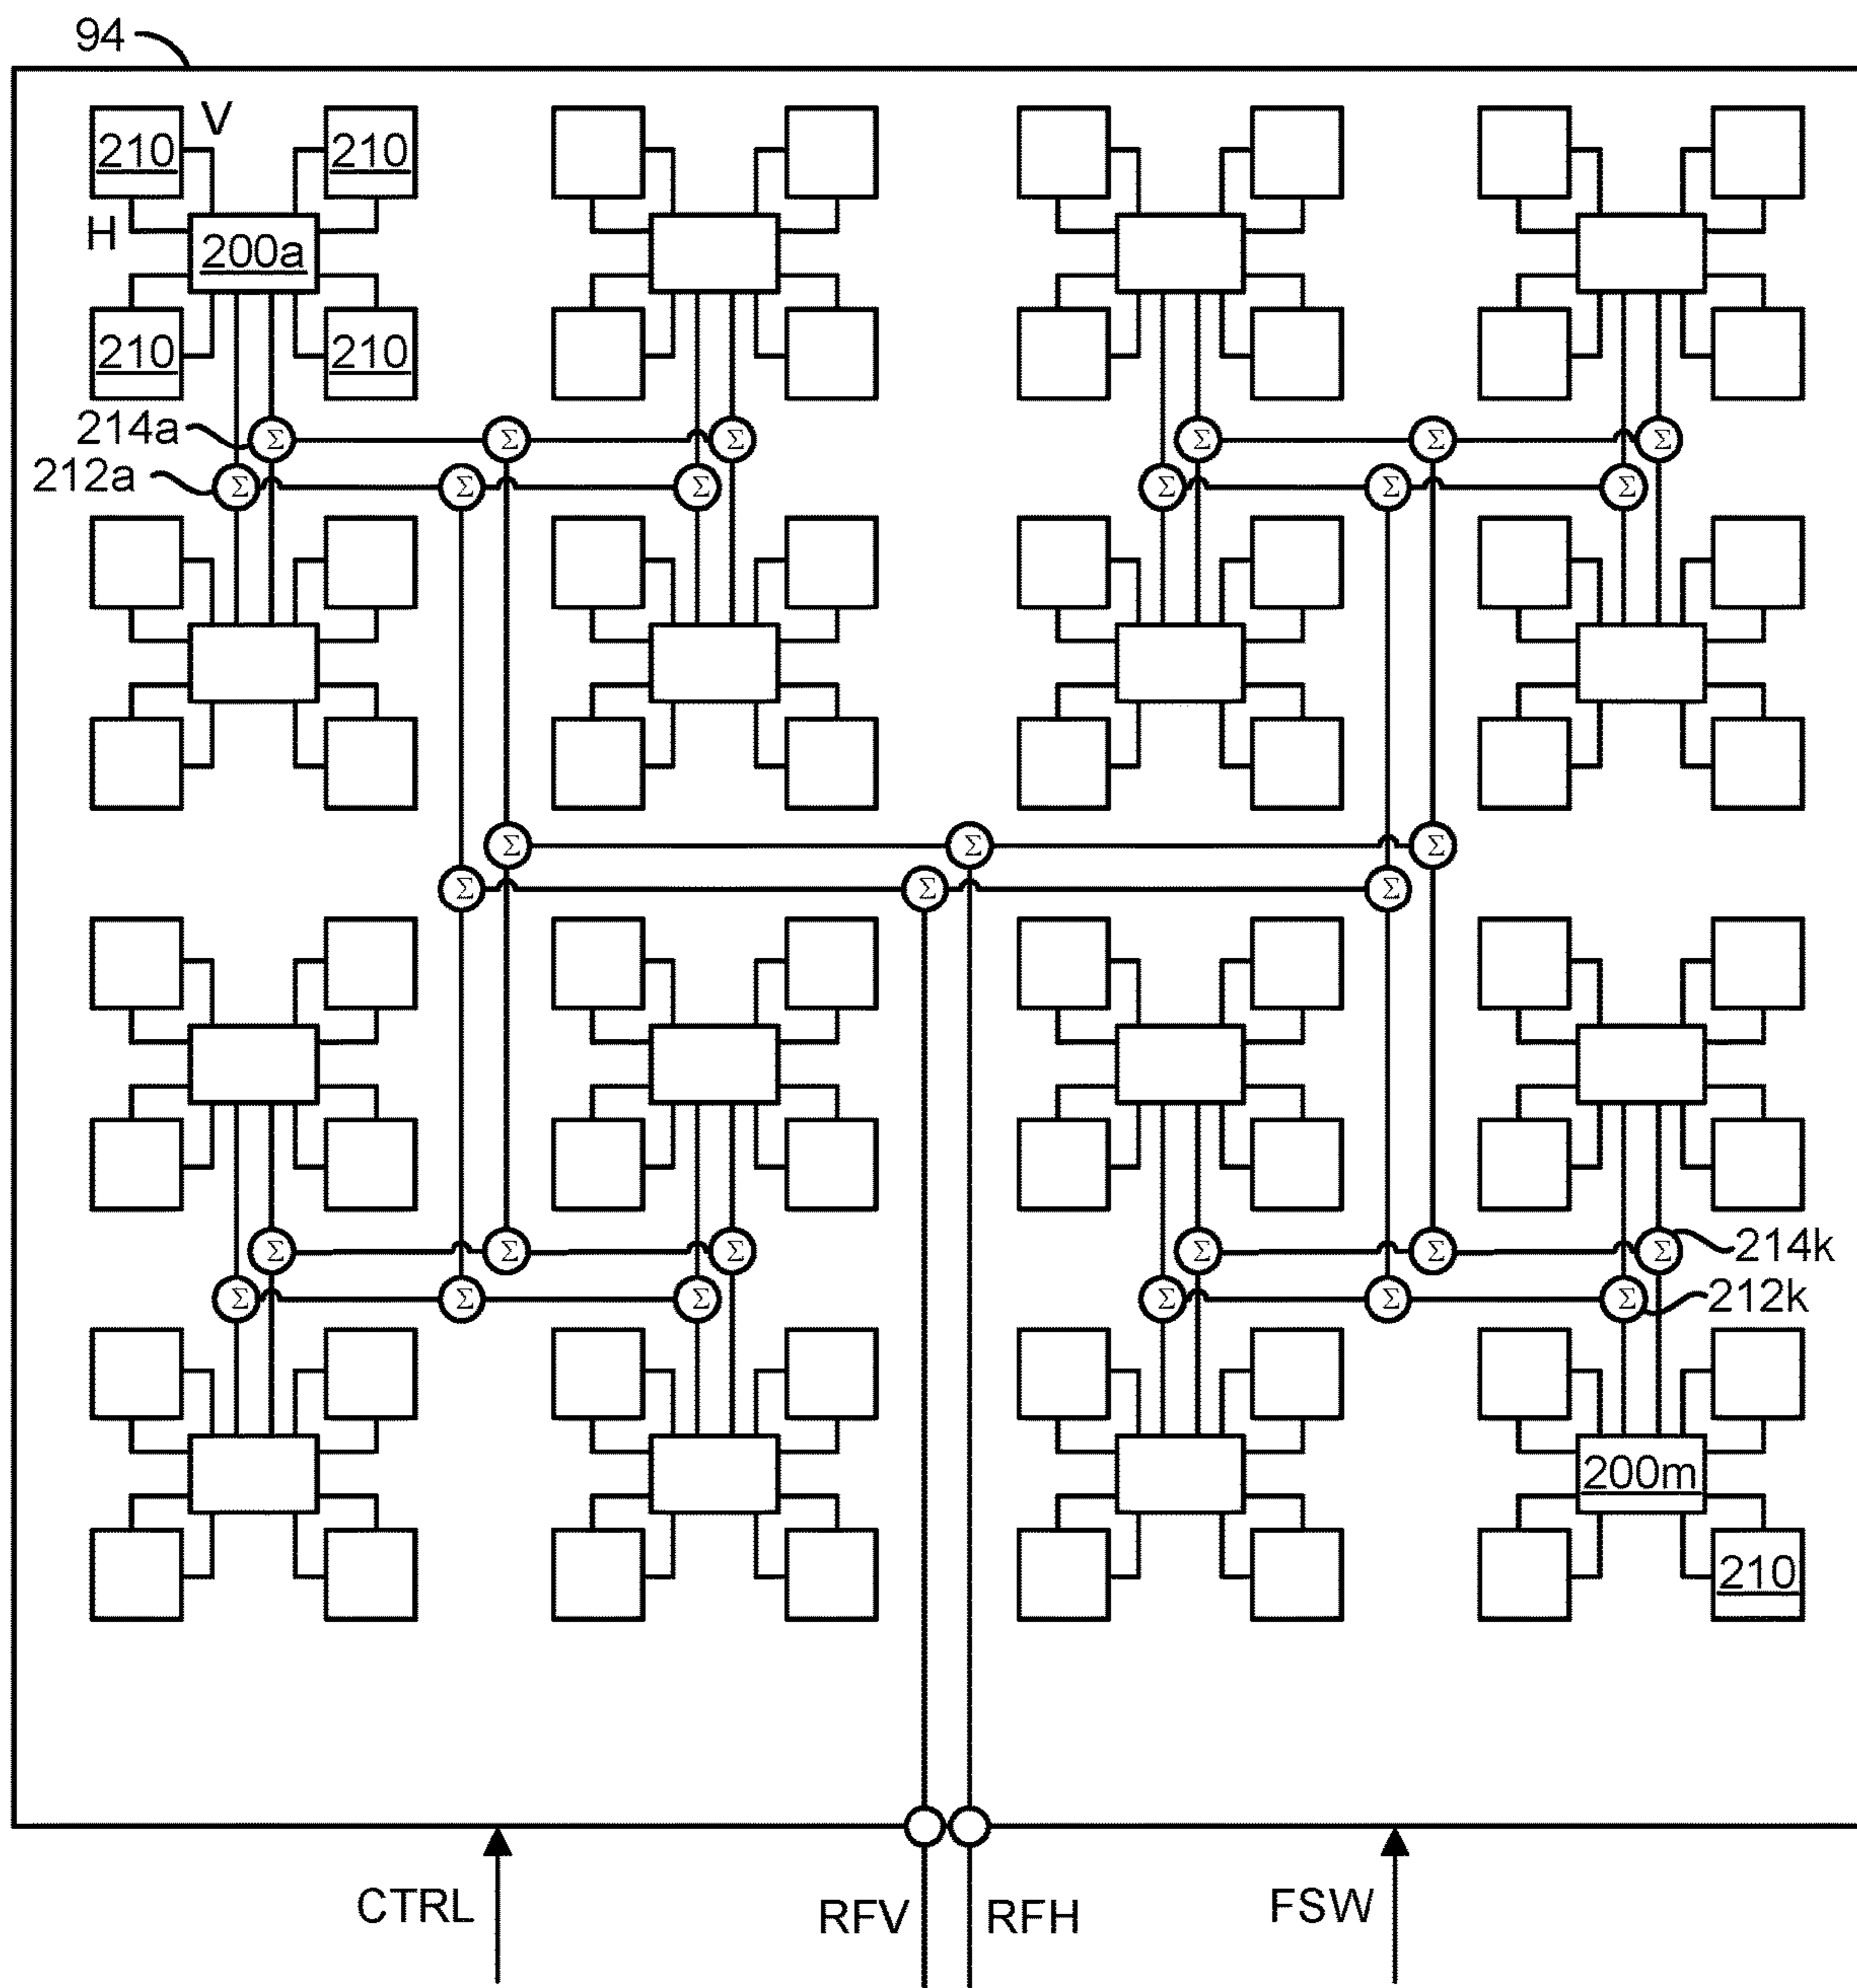 94
210 V 210
H
200a
210 210
214a Σ Σ Σ Σ Σ Σ
212a Σ Σ Σ Σ Σ Σ
Σ Σ Σ
Σ Σ Σ
Σ Σ Σ Σ Σ Σ 214k
Σ Σ Σ Σ Σ Σ 212k
200m
210
CTRL RFV RFH FSW